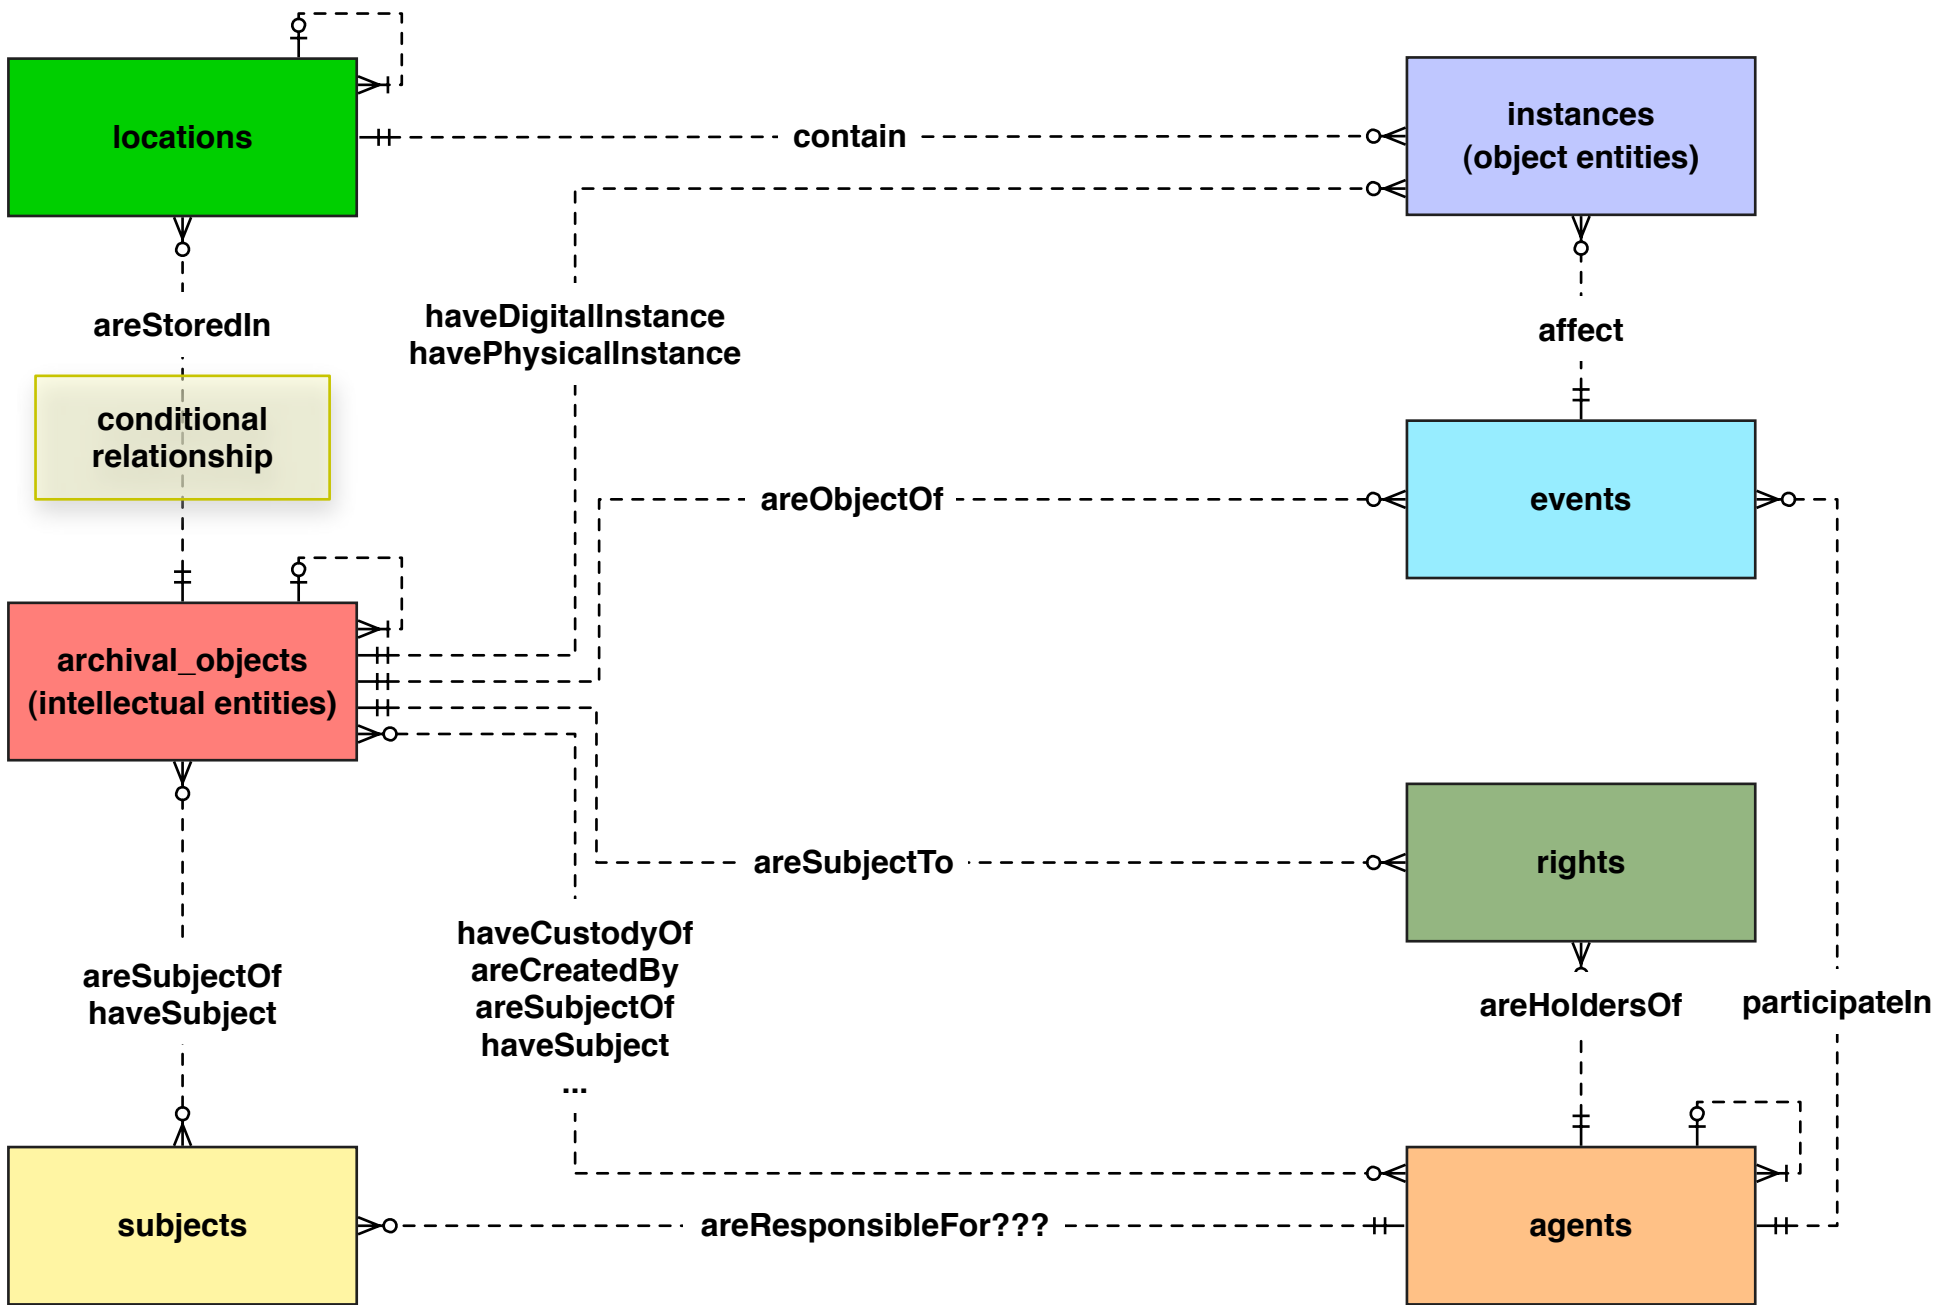 locations
contain
instances
(object entities)
areStoredIn
haveDigitalInstance
havePhysicalInstance
affect
conditional
relationship
areObjectOf
events
archival_objects
(intellectual entities)
areSubjectTo
rights
areSubjectOf
haveSubject
haveCustodyOf
areCreatedBy
areSubjectOf
haveSubject
...
areHoldersOf
participateIn
subjects
areResponsibleFor???
agents